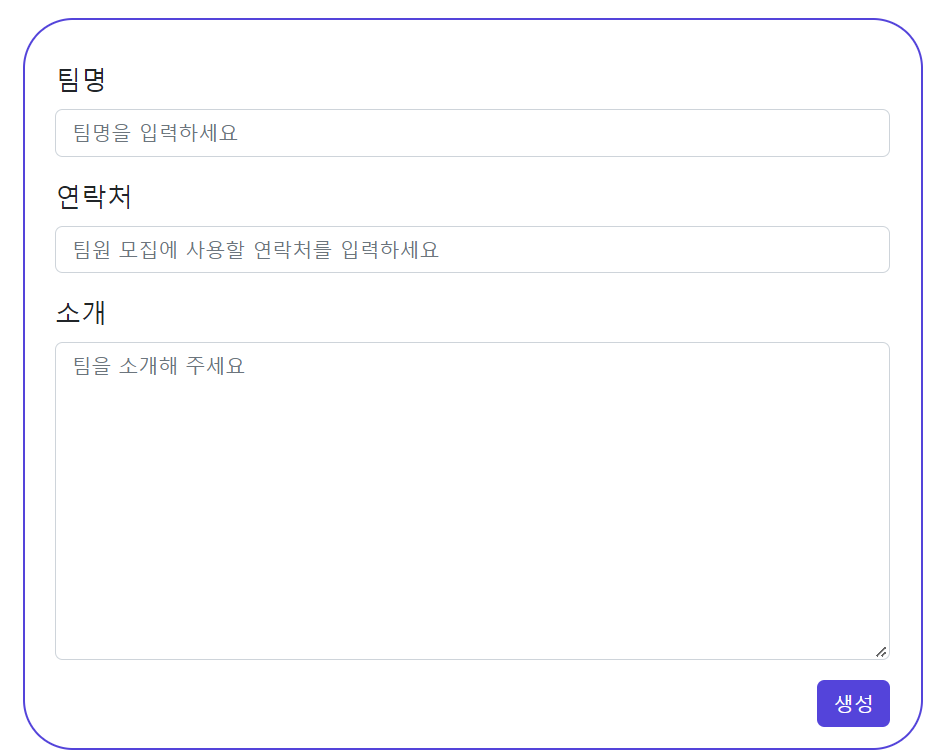 팀명
팀명을 입력하세요
연락처
팀원 모집에 사용할 연락처를 입력하세요
소개
팀을 소개해 주세요
생성